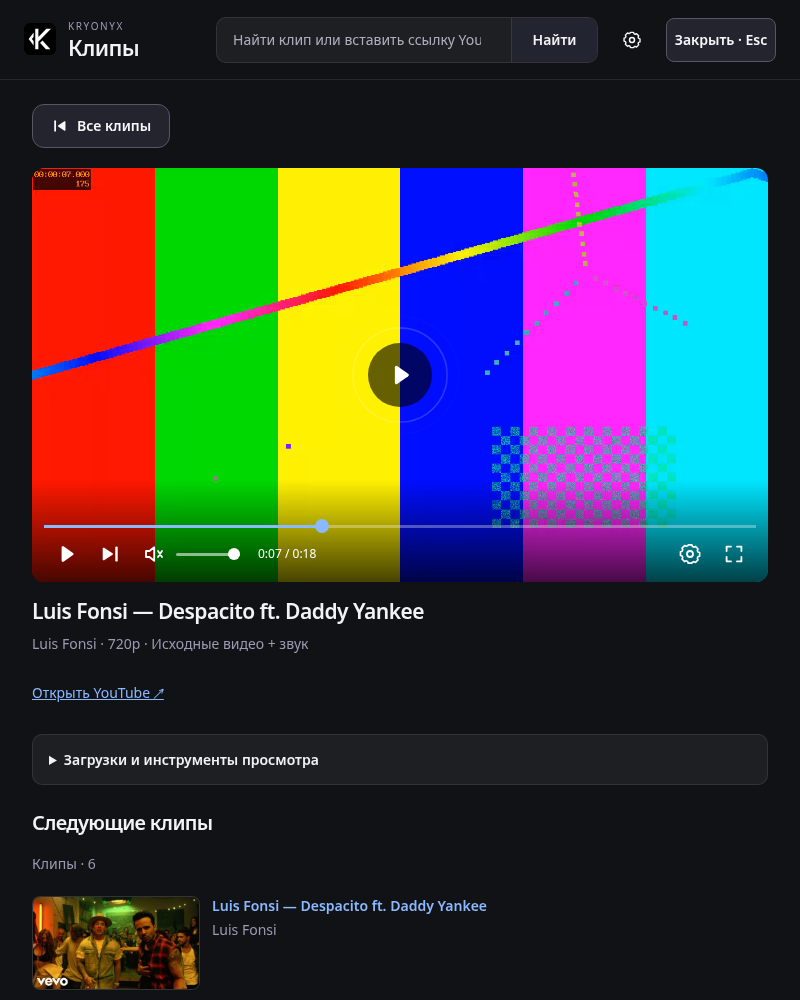 KRYONYX
Клипы
Найти клип или вставить ссылку You
Найти
Закрыть · Esc
Все клипы
00:00:07.000
175
0:07 / 0:18
Luis Fonsi — Despacito ft. Daddy Yankee
Luis Fonsi · 720p · Исходные видео + звук
Открыть YouTube ↗
▶ Загрузки и инструменты просмотра
Следующие клипы
Клипы · 6
Luis Fonsi — Despacito ft. Daddy Yankee
Luis Fonsi
vevo